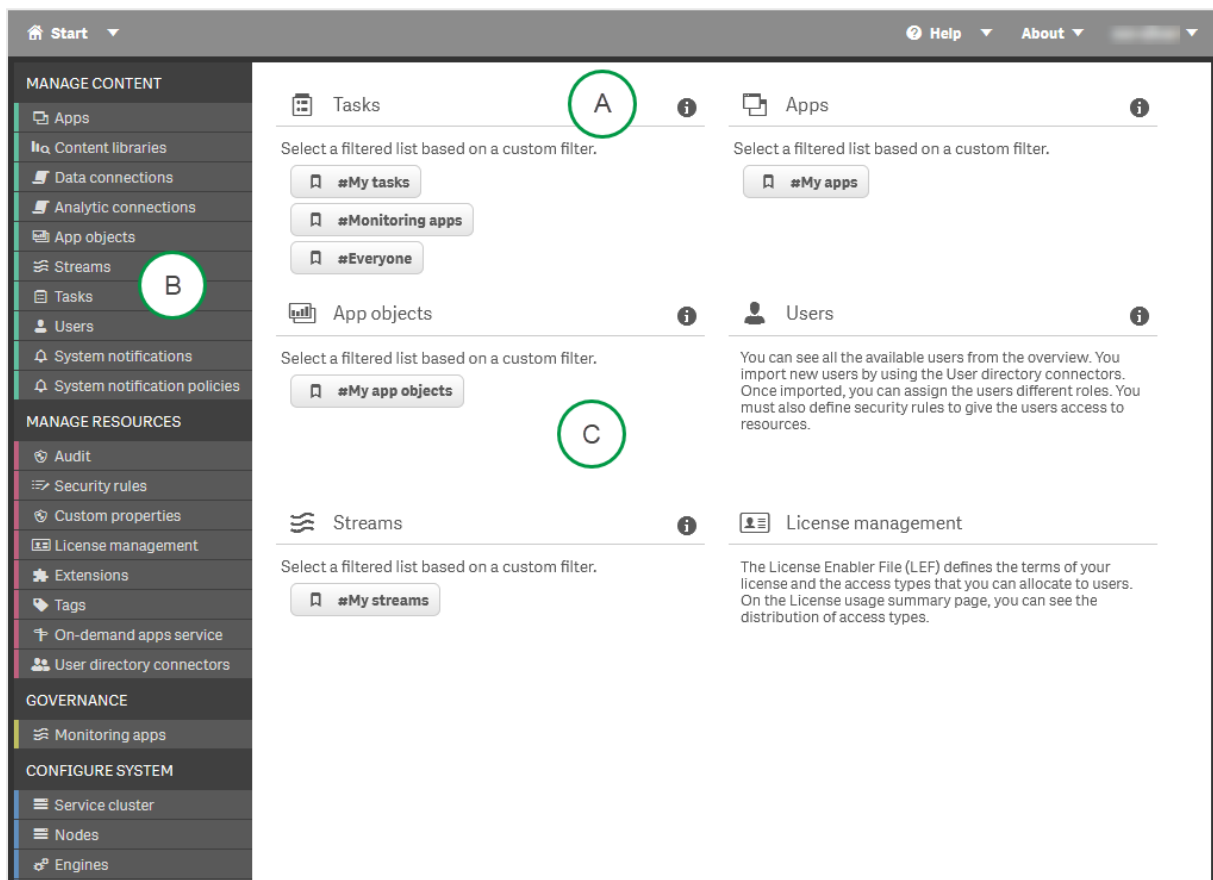 Start
Help
About
MANAGE CONTENT
Apps
Content libraries
Data connections
Analytic connections
App objects
Streams
Tasks
Users
System notifications
System notification policies
MANAGE RESOURCES
Audit
Security rules
Custom properties
License management
Extensions
Tags
On-demand apps service
User directory connectors
GOVERNANCE
Monitoring apps
CONFIGURE SYSTEM
Service cluster
Nodes
Engines
B
Tasks
A
Select a filtered list based on a custom filter.
#My tasks
#Monitoring apps
#Everyone
Apps
Select a filtered list based on a custom filter.
#My apps
App objects
Select a filtered list based on a custom filter.
#My app objects
C
Users
You can see all the available users from the overview. You
import new users by using the User directory connectors.
Once imported, you can assign the users different roles. You
must also define security rules to give the users access to
resources.
Streams
Select a filtered list based on a custom filter.
#My streams
License management
The License Enabler File (LEF) defines the terms of your
license and the access types that you can allocate to users.
On the License usage summary page, you can see the
distribution of access types.